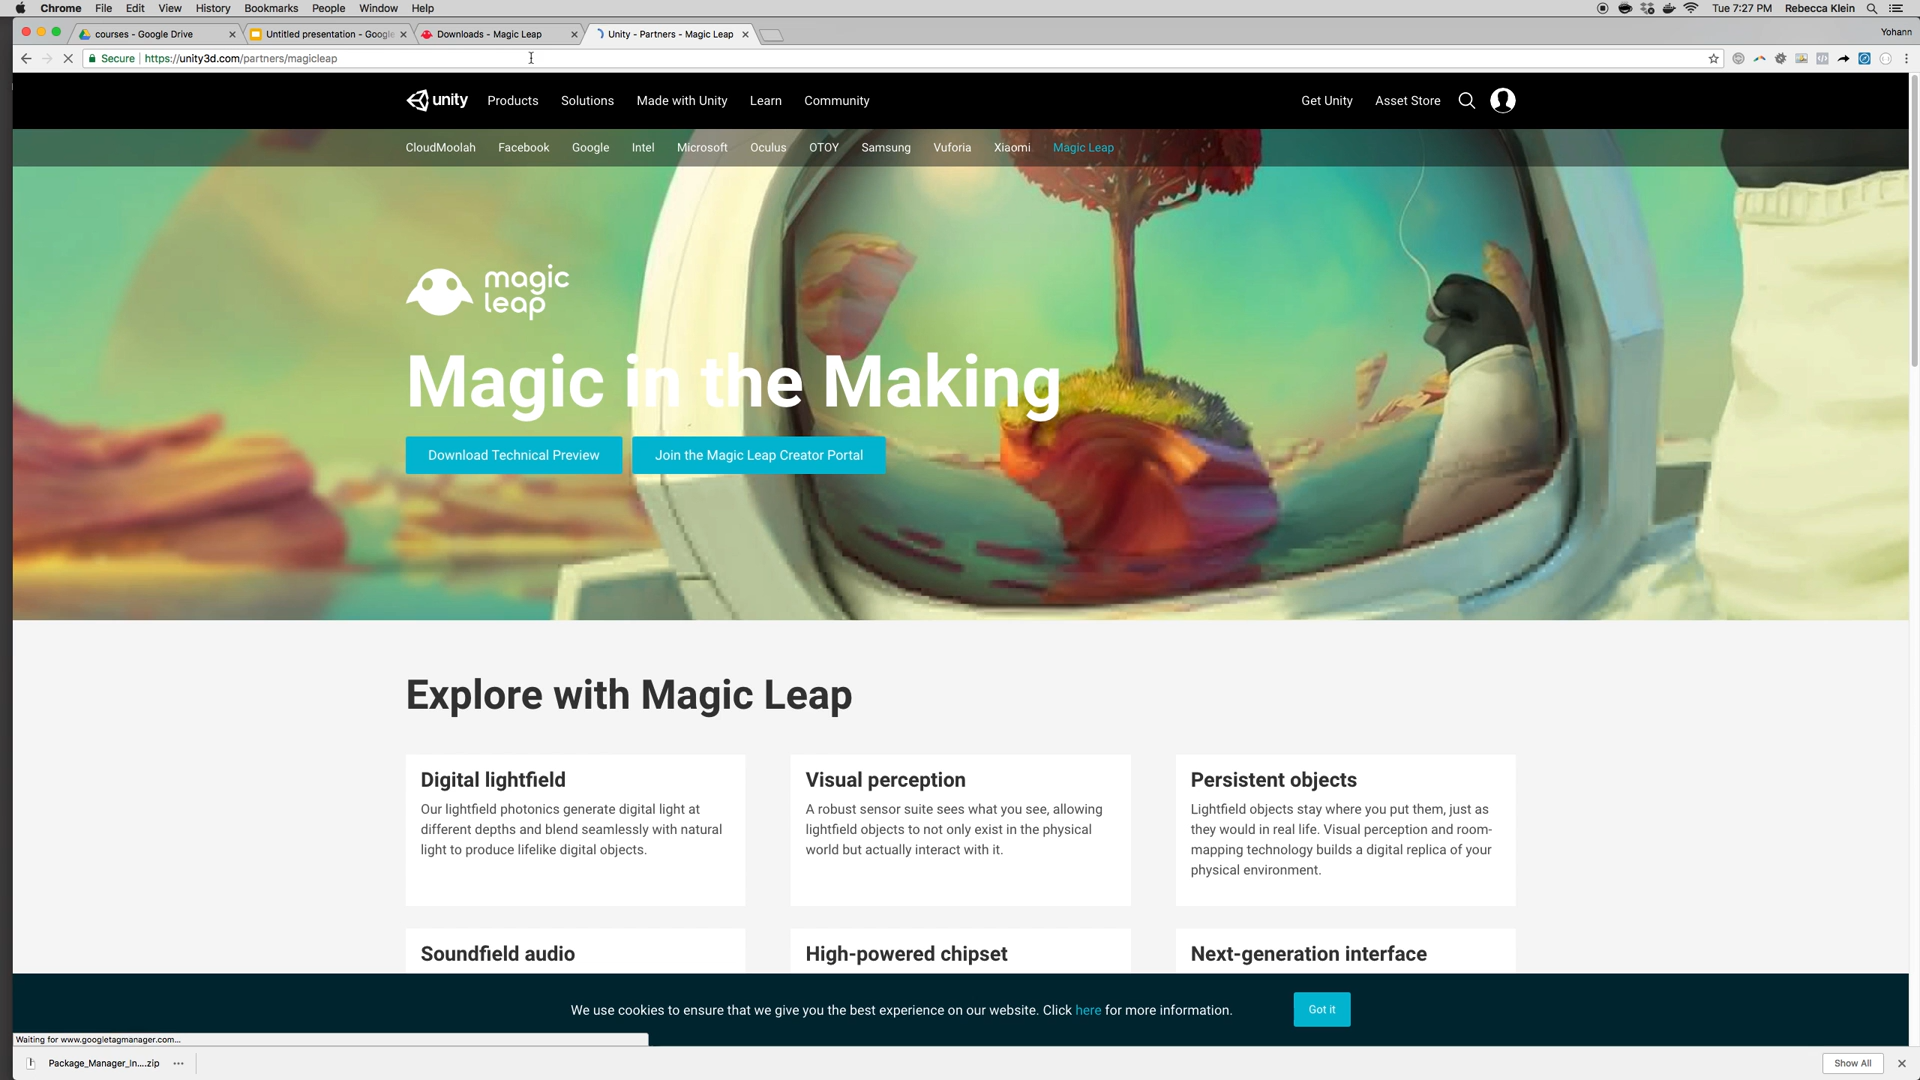 Chrome File Edit View History Bookmarks People Window Help Tue 7:27 PM Rebecca Klein
courses - Google Drive Untitled presentation - Google Downloads - Magic Leap Unity - Partners - Magic Leap Yohann
Secure https://unity3d.com/partners/magicleap
unity Products Solutions Made with Unity Learn Community Get Unity Asset Store
CloudMoolah Facebook Google Intel Microsoft Oculus OTOY Samsung Vuforia Xiaomi Magic Leap
magic
leap
Magic in the Making
Download Technical Preview Join the Magic Leap Creator Portal
Explore with Magic Leap
Digital lightfield
Our lightfield photonics generate digital light at
different depths and blend seamlessly with natural
light to produce lifelike digital objects.
Visual perception
A robust sensor suite sees what you see, allowing
lightfield objects to not only exist in the physical
world but actually interact with it.
Persistent objects
Lightfield objects stay where you put them, just as
they would in real life. Visual perception and room-
mapping technology builds a digital replica of your
physical environment.
Soundfield audio
High-powered chipset
Next-generation interface
We use cookies to ensure that we give you the best experience on our website. Click here for more information. Got it
Waiting for www.googletagmanager.com...
Package_Manager_In....zip Show All